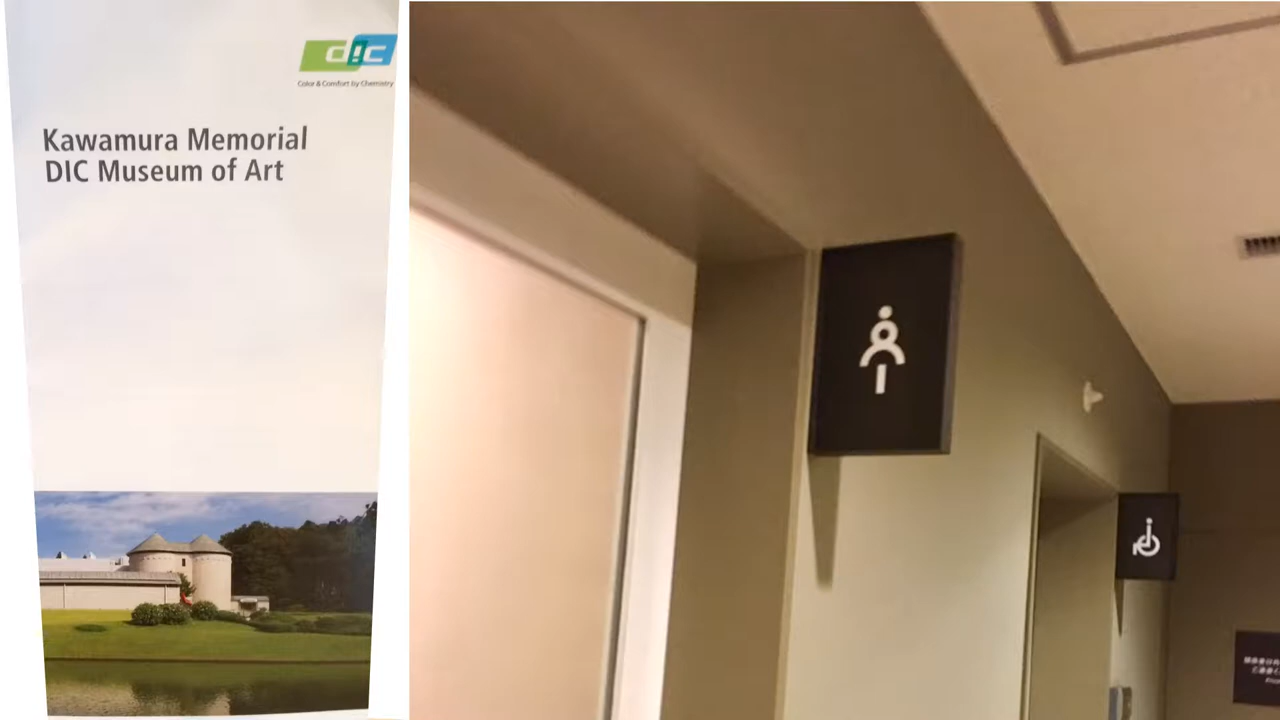 dic
Color & Comfort by Chemistry
Kawamura Memorial
DIC Museum of Art